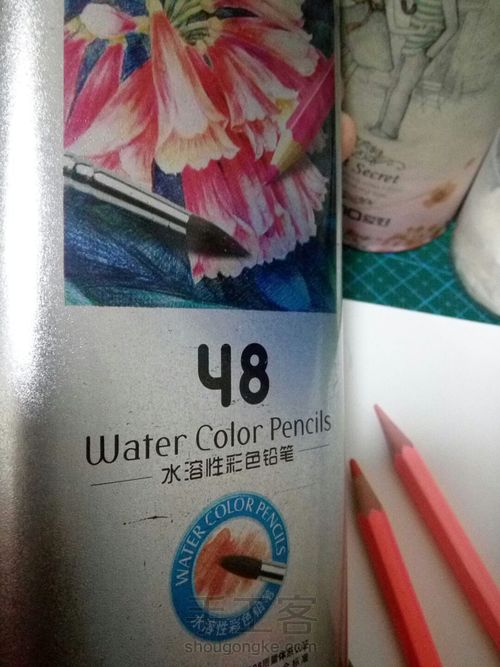 Secret
48
Water Color Pencils
水溶性彩色铅笔
WATER COLOR PENCILS
水溶性彩色铅笔
手工客
shougongke.com